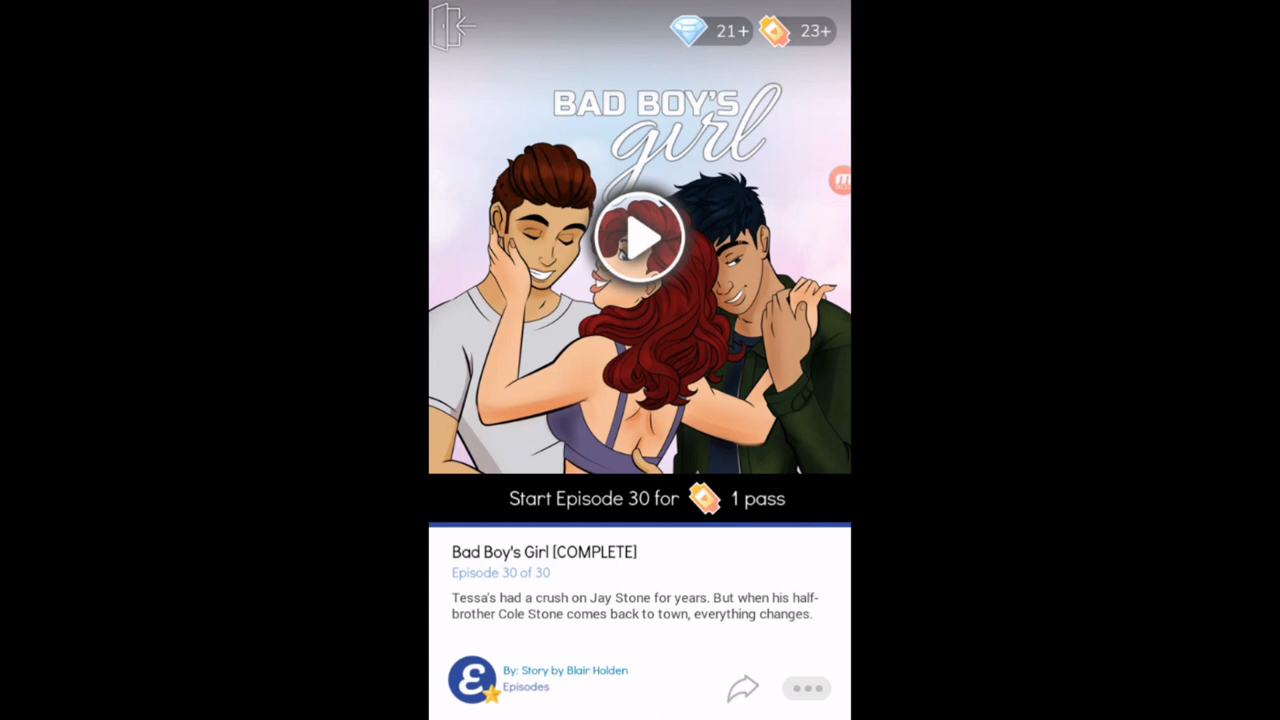 21+ 23+
BAD BOY'S
girl
Start Episode 30 for 1 pass
Bad Boy's Girl [COMPLETE]
Episode 30 of 30
Tessa's had a crush on Jay Stone for years. But when his half-
brother Cole Stone comes back to town, everything changes.
By: Story by Blair Holden
Episodes